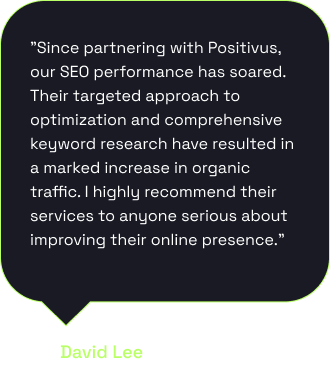 ”Since partnering with Positivus,
our SEO performance has soared.
Their targeted approach to
optimization and comprehensive
keyword research have resulted in
a marked increase in organic
traffic. I highly recommend their
services to anyone serious about
improving their online presence.”
David Lee